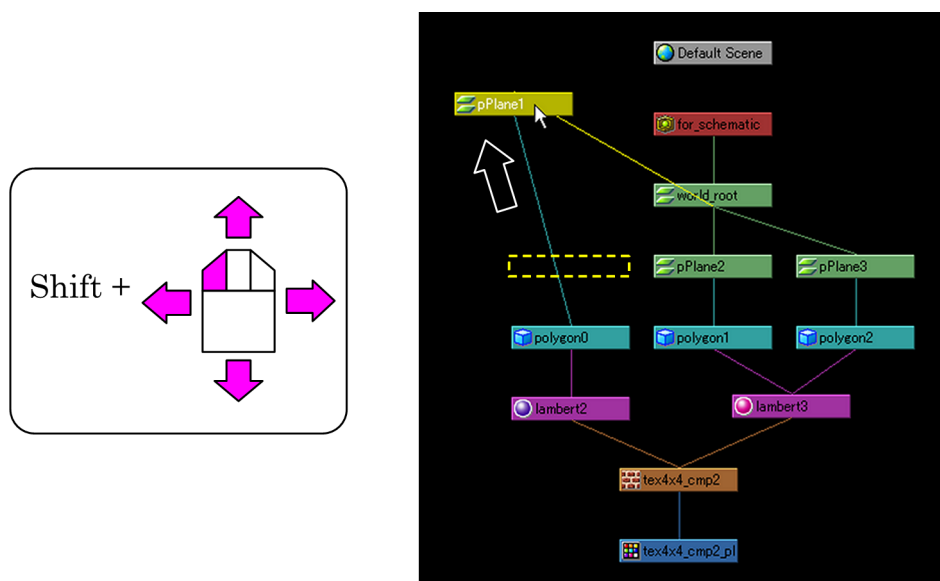 Shift +
Default Scene
pPlane1
for_schematic
world_root
pPlane2
pPlane3
polygon0
polygon1
polygon2
lambert2
lambert3
tex4x4_cmp2
tex4x4_cmp2_pl